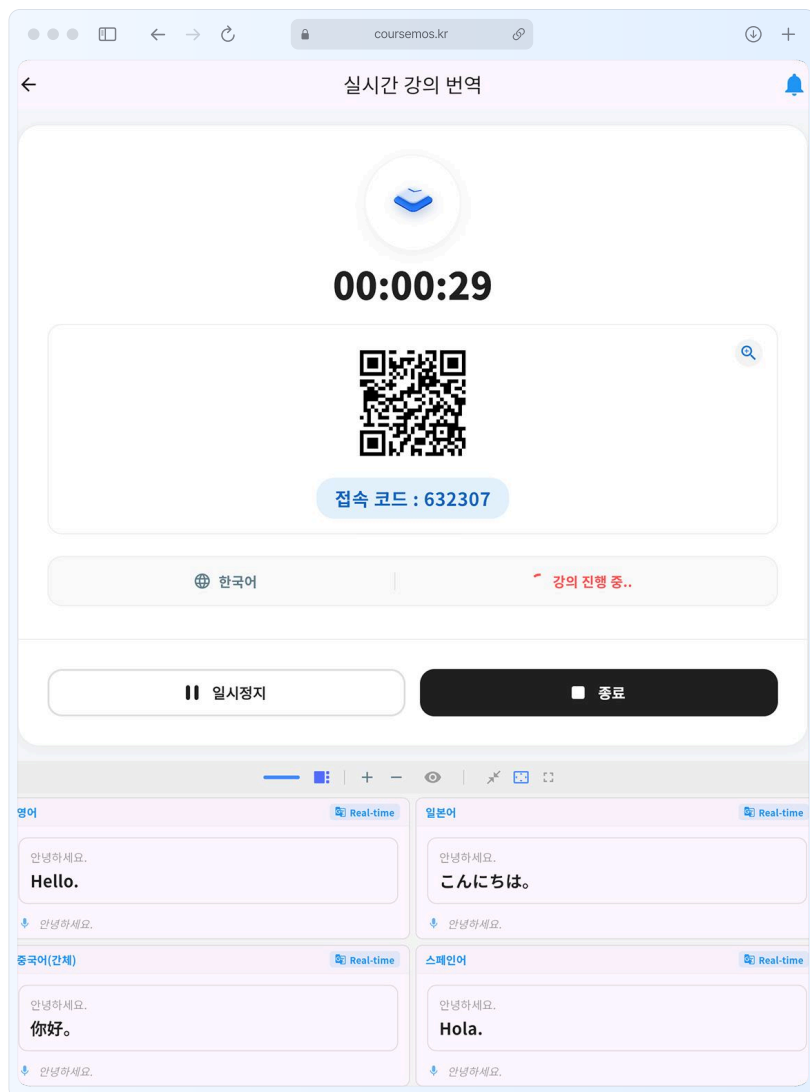 coursemos.kr
실시간 강의 번역
00:00:29
접속 코드 : 632307
한국어
강의 진행 중..
일시정지
종료
영어
Real-time
안녕하세요.
Hello.
안녕하세요.
일본어
Real-time
안녕하세요.
こんにちは。
안녕하세요.
중국어(간체)
Real-time
안녕하세요.
你好。
안녕하세요.
스페인어
Real-time
안녕하세요.
Hola.
안녕하세요.